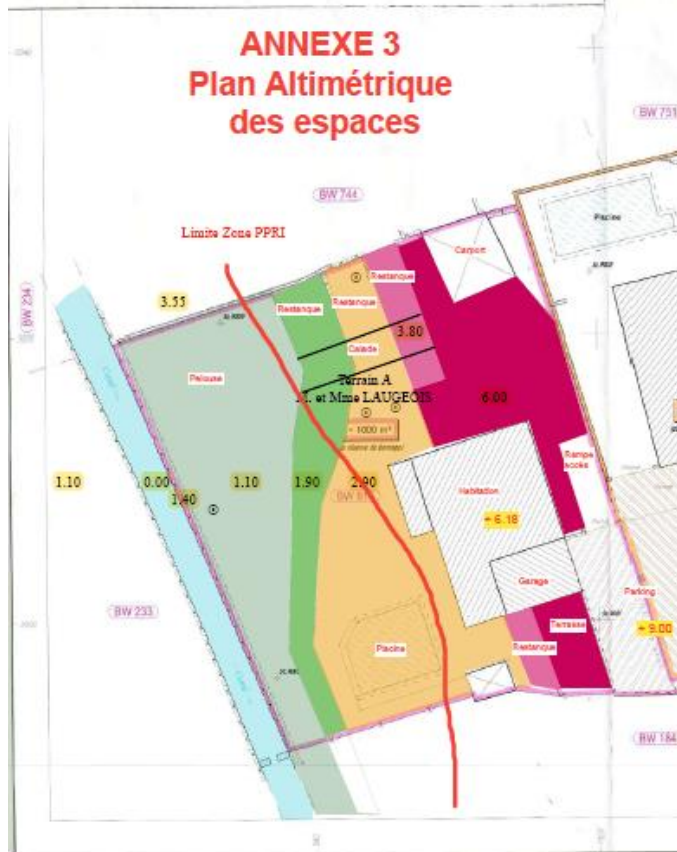 ANNEXE 3
Plan Altimétrique
des espaces
BW 751
BW 744
Piscine
Limite Zone PPRI
Carport
Restanque
BW 234
3.55
Restanque
Restanque
3.80
Calade
Pelouse
Terrain A
M. et Mme LAUGEOIS
6.00
≈ 1000 m²
Rampe
accès
1.10
0.00
1.40
1.10
1.90
2.90
Habitation
≈ 6.18
Garage
Parking
BW 233
Terrasse
≈ 9.00
Piscine
Restanque
BW 184